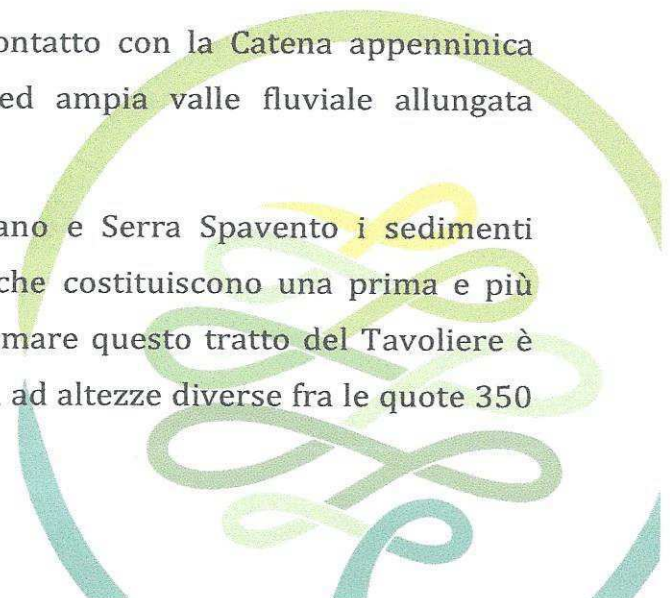 ontatto con la Catena appenninica
ed ampia valle fluviale allungata
ano e Serra Spavento i sedimenti
che costituiscono una prima e più
mare questo tratto del Tavoliere è
ad altezze diverse fra le quote 350